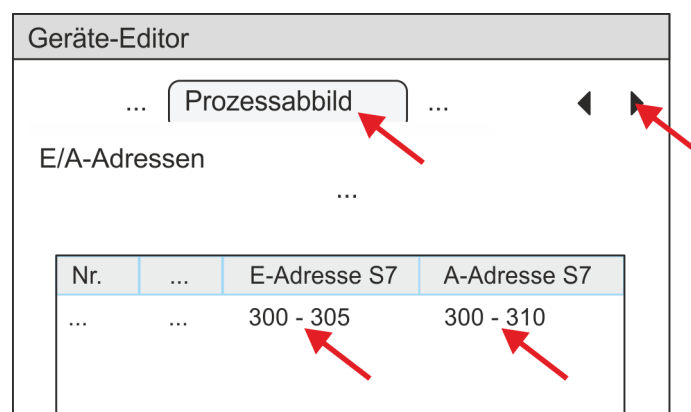 Geräte-Editor
... Prozessabbild ...
E/A-Adressen
...
Nr. ... E-Adresse S7 A-Adresse S7
... ... 300 - 305 300 - 310